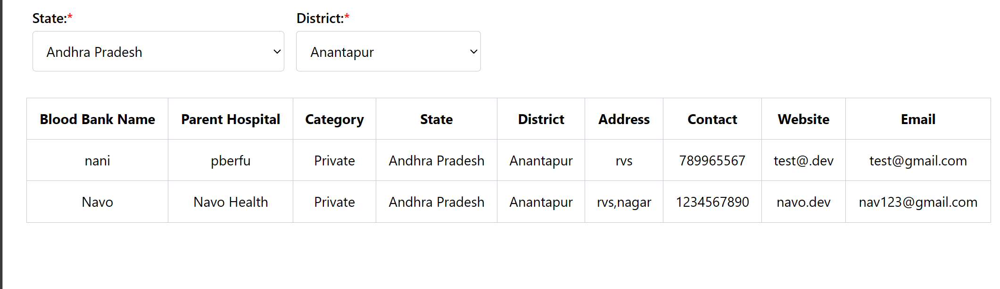 State:* District:*
Andhra Pradesh Anantapur
Blood Bank Name Parent Hospital Category State District Address Contact Website Email
nani pberfu Private Andhra Pradesh Anantapur rvs 789965567 test@.dev test@gmail.com
Navo Navo Health Private Andhra Pradesh Anantapur rvs,nagar 1234567890 navo.dev nav123@gmail.com